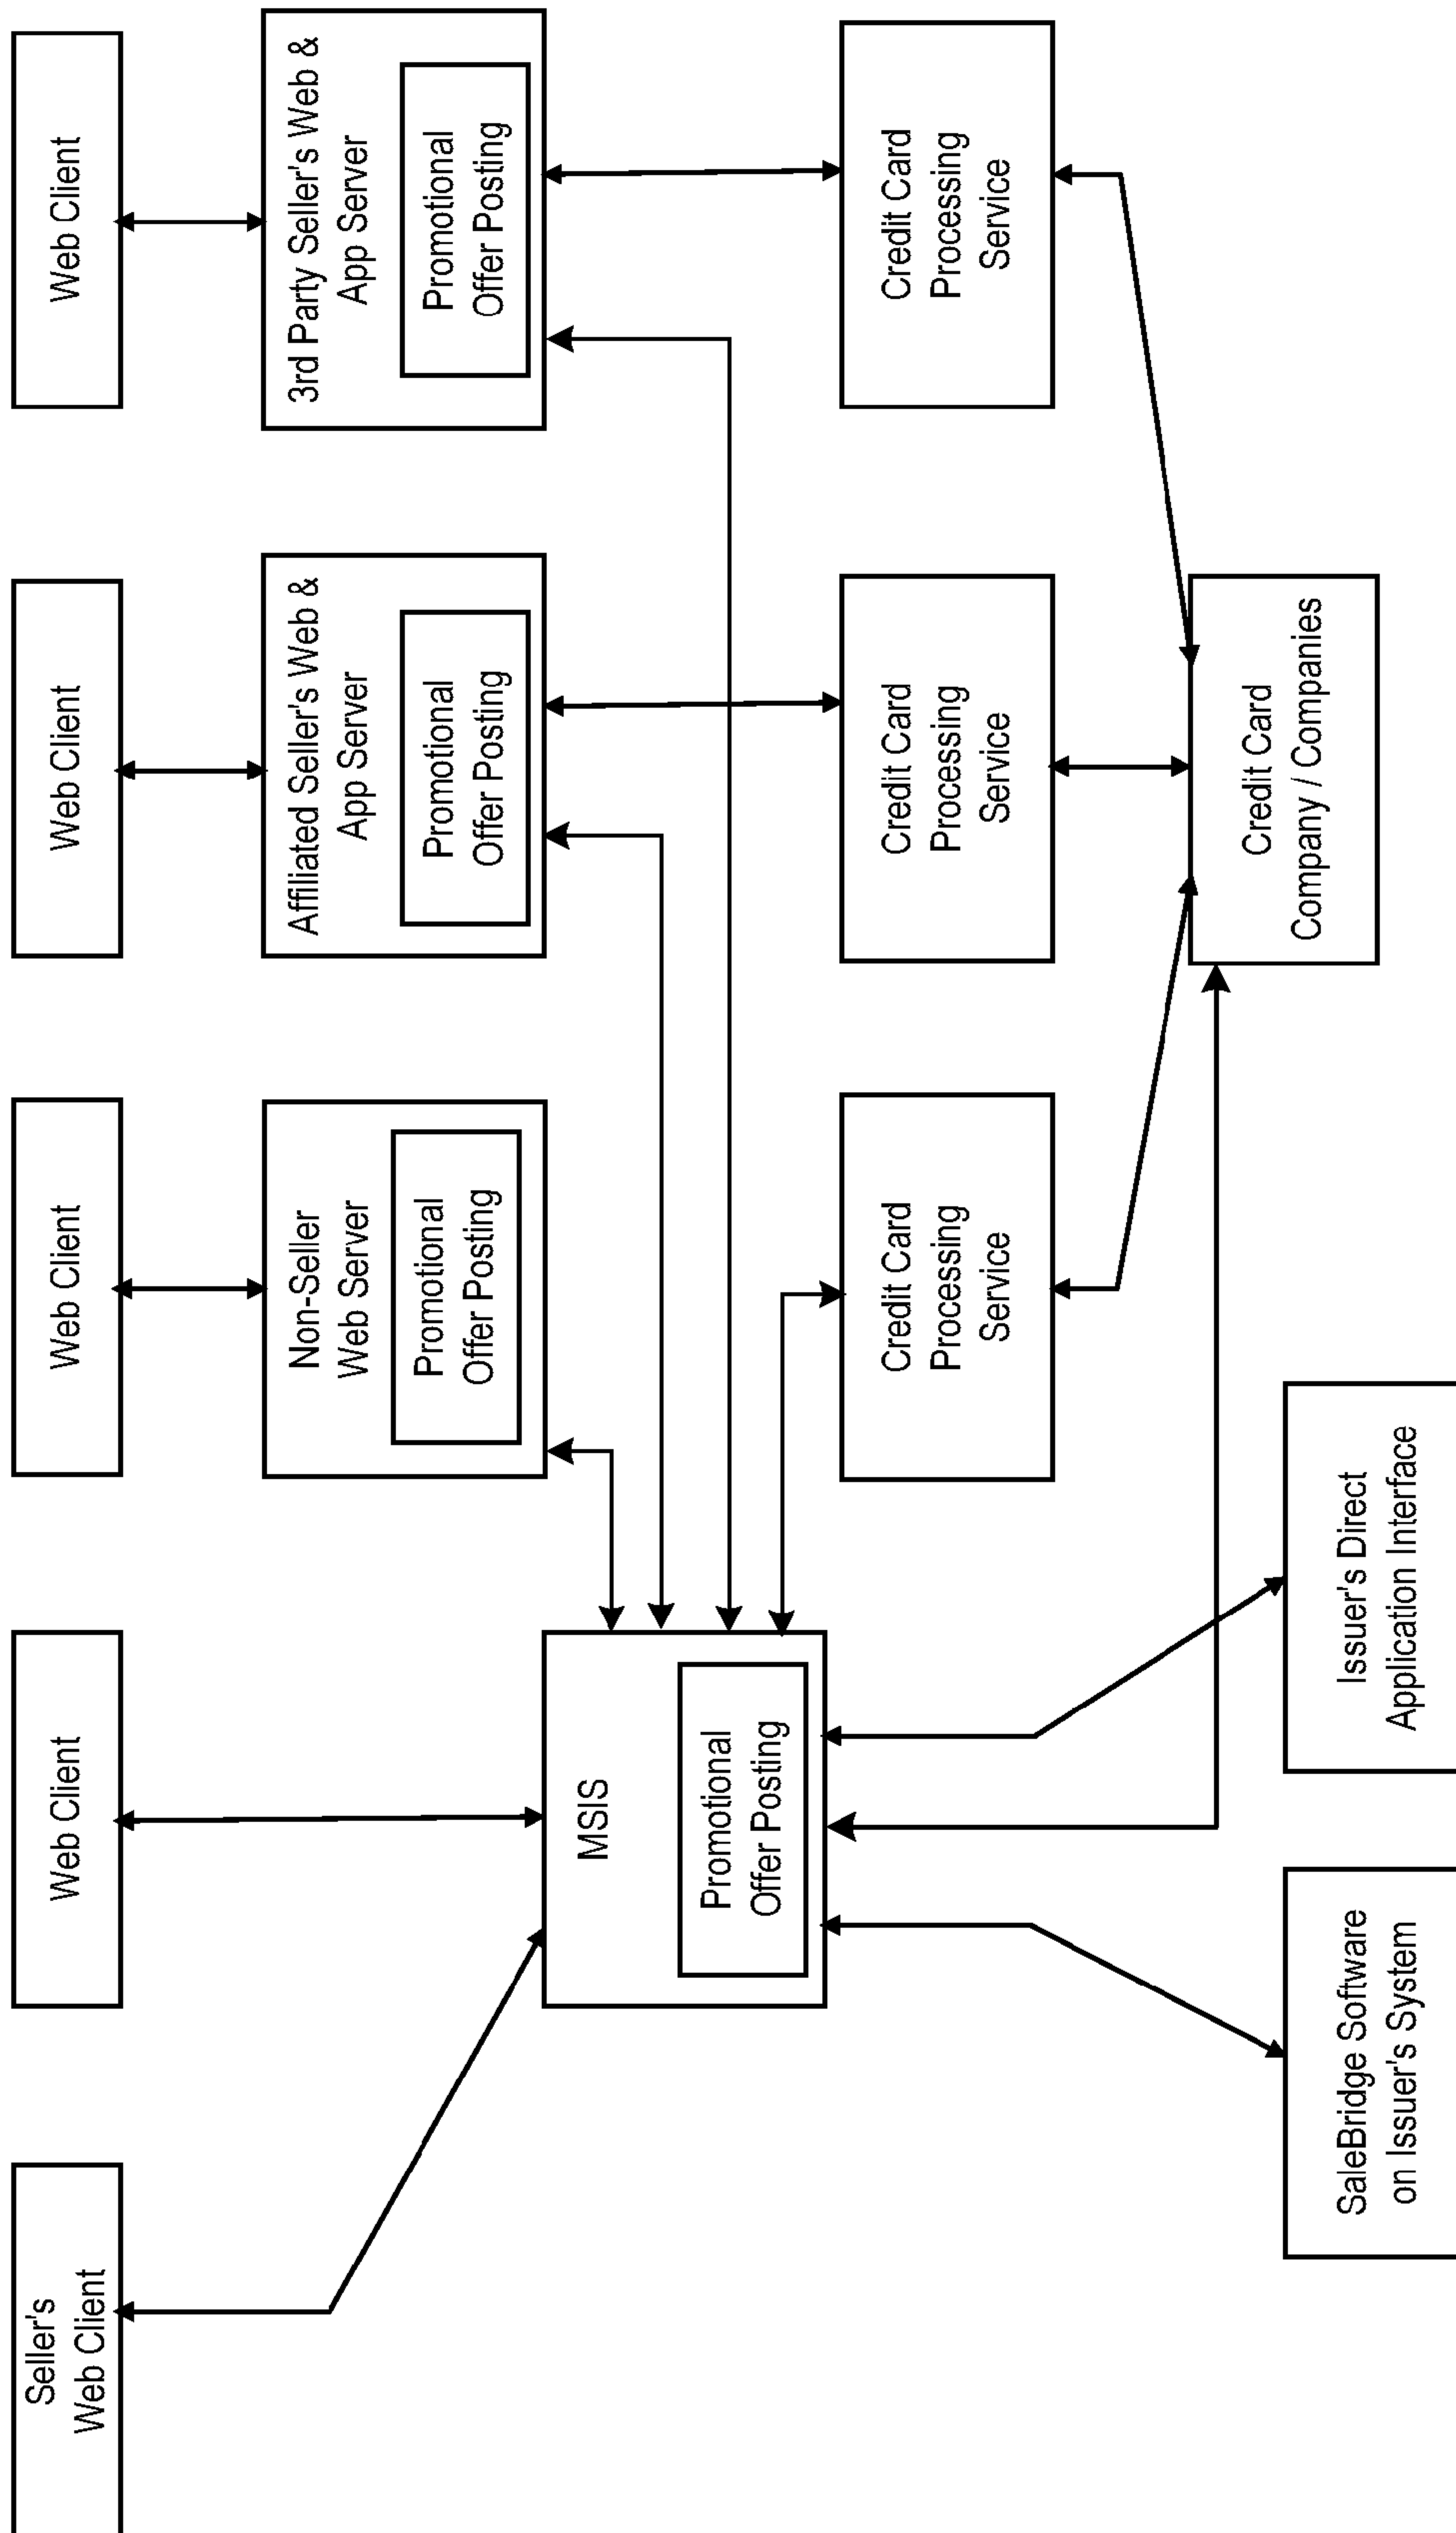 Seller's
Web Client
Web Client
Web Client
Web Client
Web Client
Non-Seller
Web Server
Promotional
Offer Posting
Affiliated Seller's Web &
App Server
Promotional
Offer Posting
3rd Party Seller's Web &
App Server
Promotional
Offer Posting
MSIS
Promotional
Offer Posting
Credit Card
Processing
Service
Credit Card
Processing
Service
Credit Card
Processing
Service
Credit Card
Company / Companies
SaleBridge Software
on Issuer's System
Issuer's Direct
Application Interface